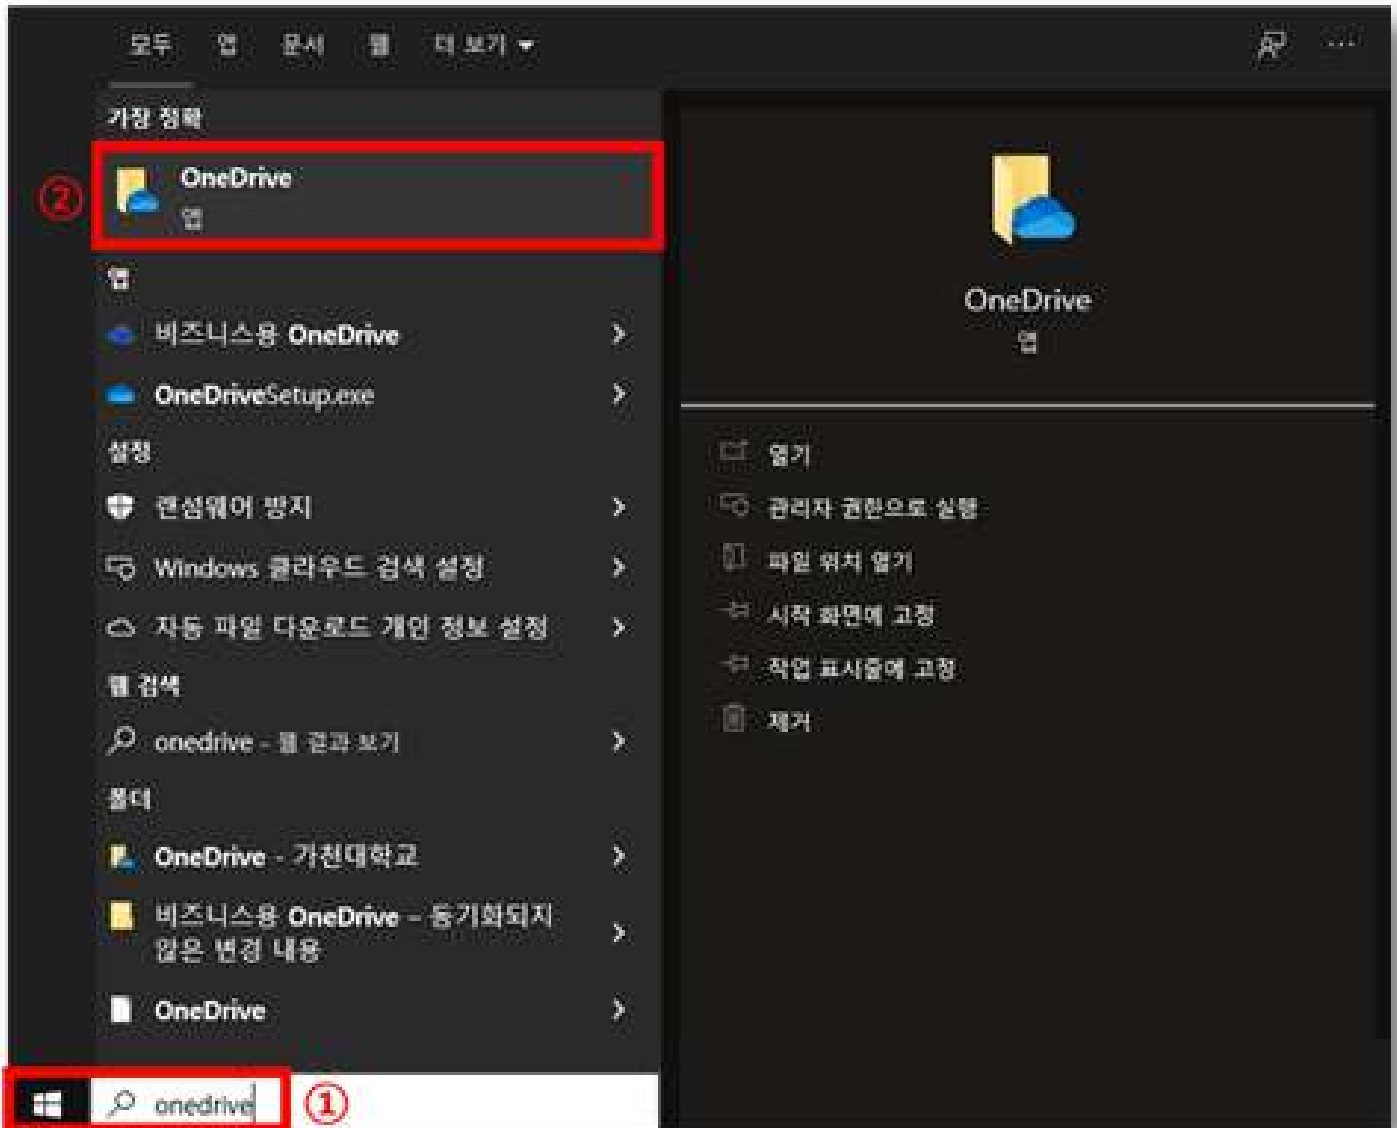 모두 앱 문서 웹 더 보기
...
가장 정확
② OneDrive
앱
앱
비즈니스용 OneDrive
OneDriveSetup.exe
설정
랜섬웨어 방지
Windows 클라우드 검색 설정
자동 파일 다운로드 개인 정보 설정
웹 검색
onedrive - 웹 결과 보기
폴더
OneDrive - 가천대학교
비즈니스용 OneDrive – 동기화되지
않은 변경 내용
OneDrive
onedrive ①
OneDrive
앱
열기
관리자 권한으로 실행
파일 위치 열기
시작 화면에 고정
작업 표시줄에 고정
제거